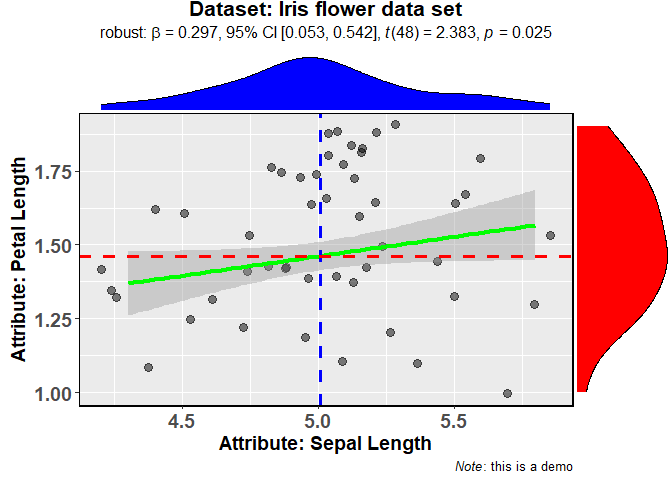 Dataset: Iris flower data set
robust: β = 0.297, 95% CI [0.053, 0.542], t(48) = 2.383, p = 0.025
Attribute: Petal Length
1.75
1.50
1.25
1.00
4.5 5.0 5.5
Attribute: Sepal Length
Note: this is a demo